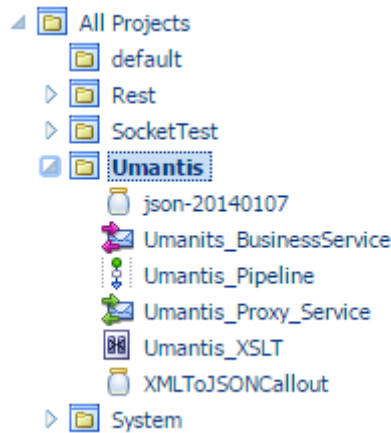 All Projects
default
Rest
SocketTest
Umantis
json-20140107
Umanits_BusinessService
Umantis_Pipeline
Umantis_Proxy_Service
Umantis_XSLT
XMLToJSONCallout
System